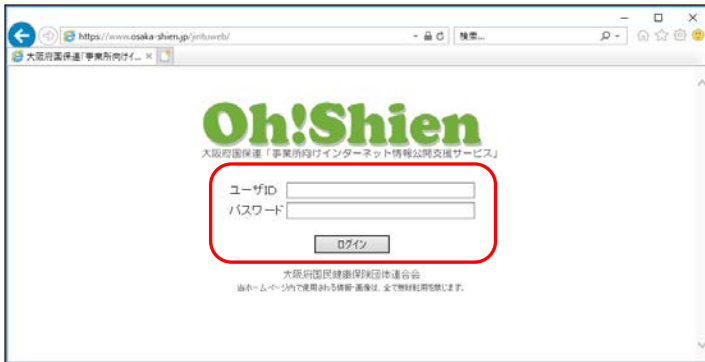 https://www.osaka-shien.jp/jirituweb/
検索...
大阪府国保連「事業所向けイ...
Oh!Shien
大阪府国保連「事業所向けインターネット情報公開支援サービス」
ユーザID
パスワード
ログイン
大阪府国民健康保険団体連合会
当ホームページ内で使用される情報・画像は、全て無断転用を禁じます。